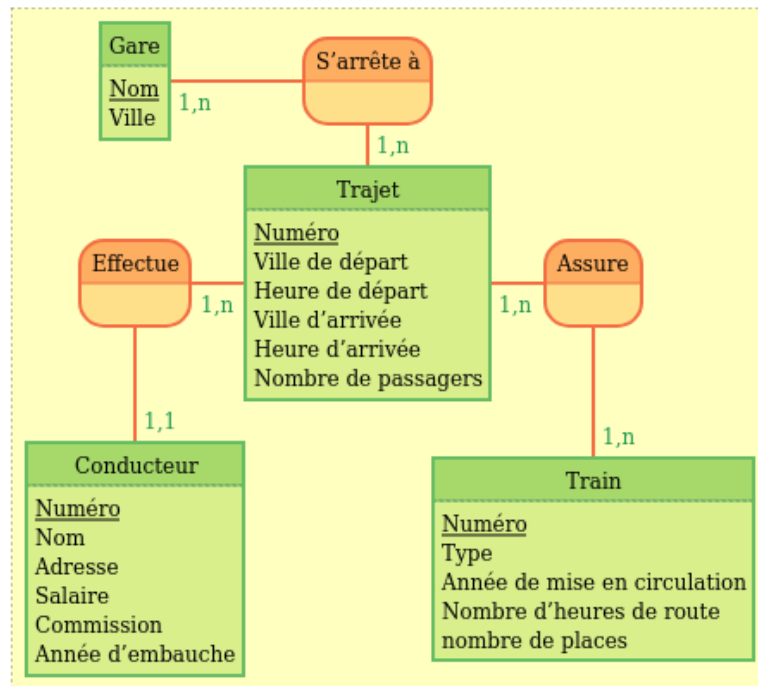 Gare
Nom
Ville
S’arrête à
1,n
1,n
Trajet
Numéro
Ville de départ
Heure de départ
Ville d’arrivée
Heure d’arrivée
Nombre de passagers
Effectue
1,n
Assure
1,n
1,1
1,n
Conducteur
Numéro
Nom
Adresse
Salaire
Commission
Année d’embauche
Train
Numéro
Type
Année de mise en circulation
Nombre d’heures de route
nombre de places